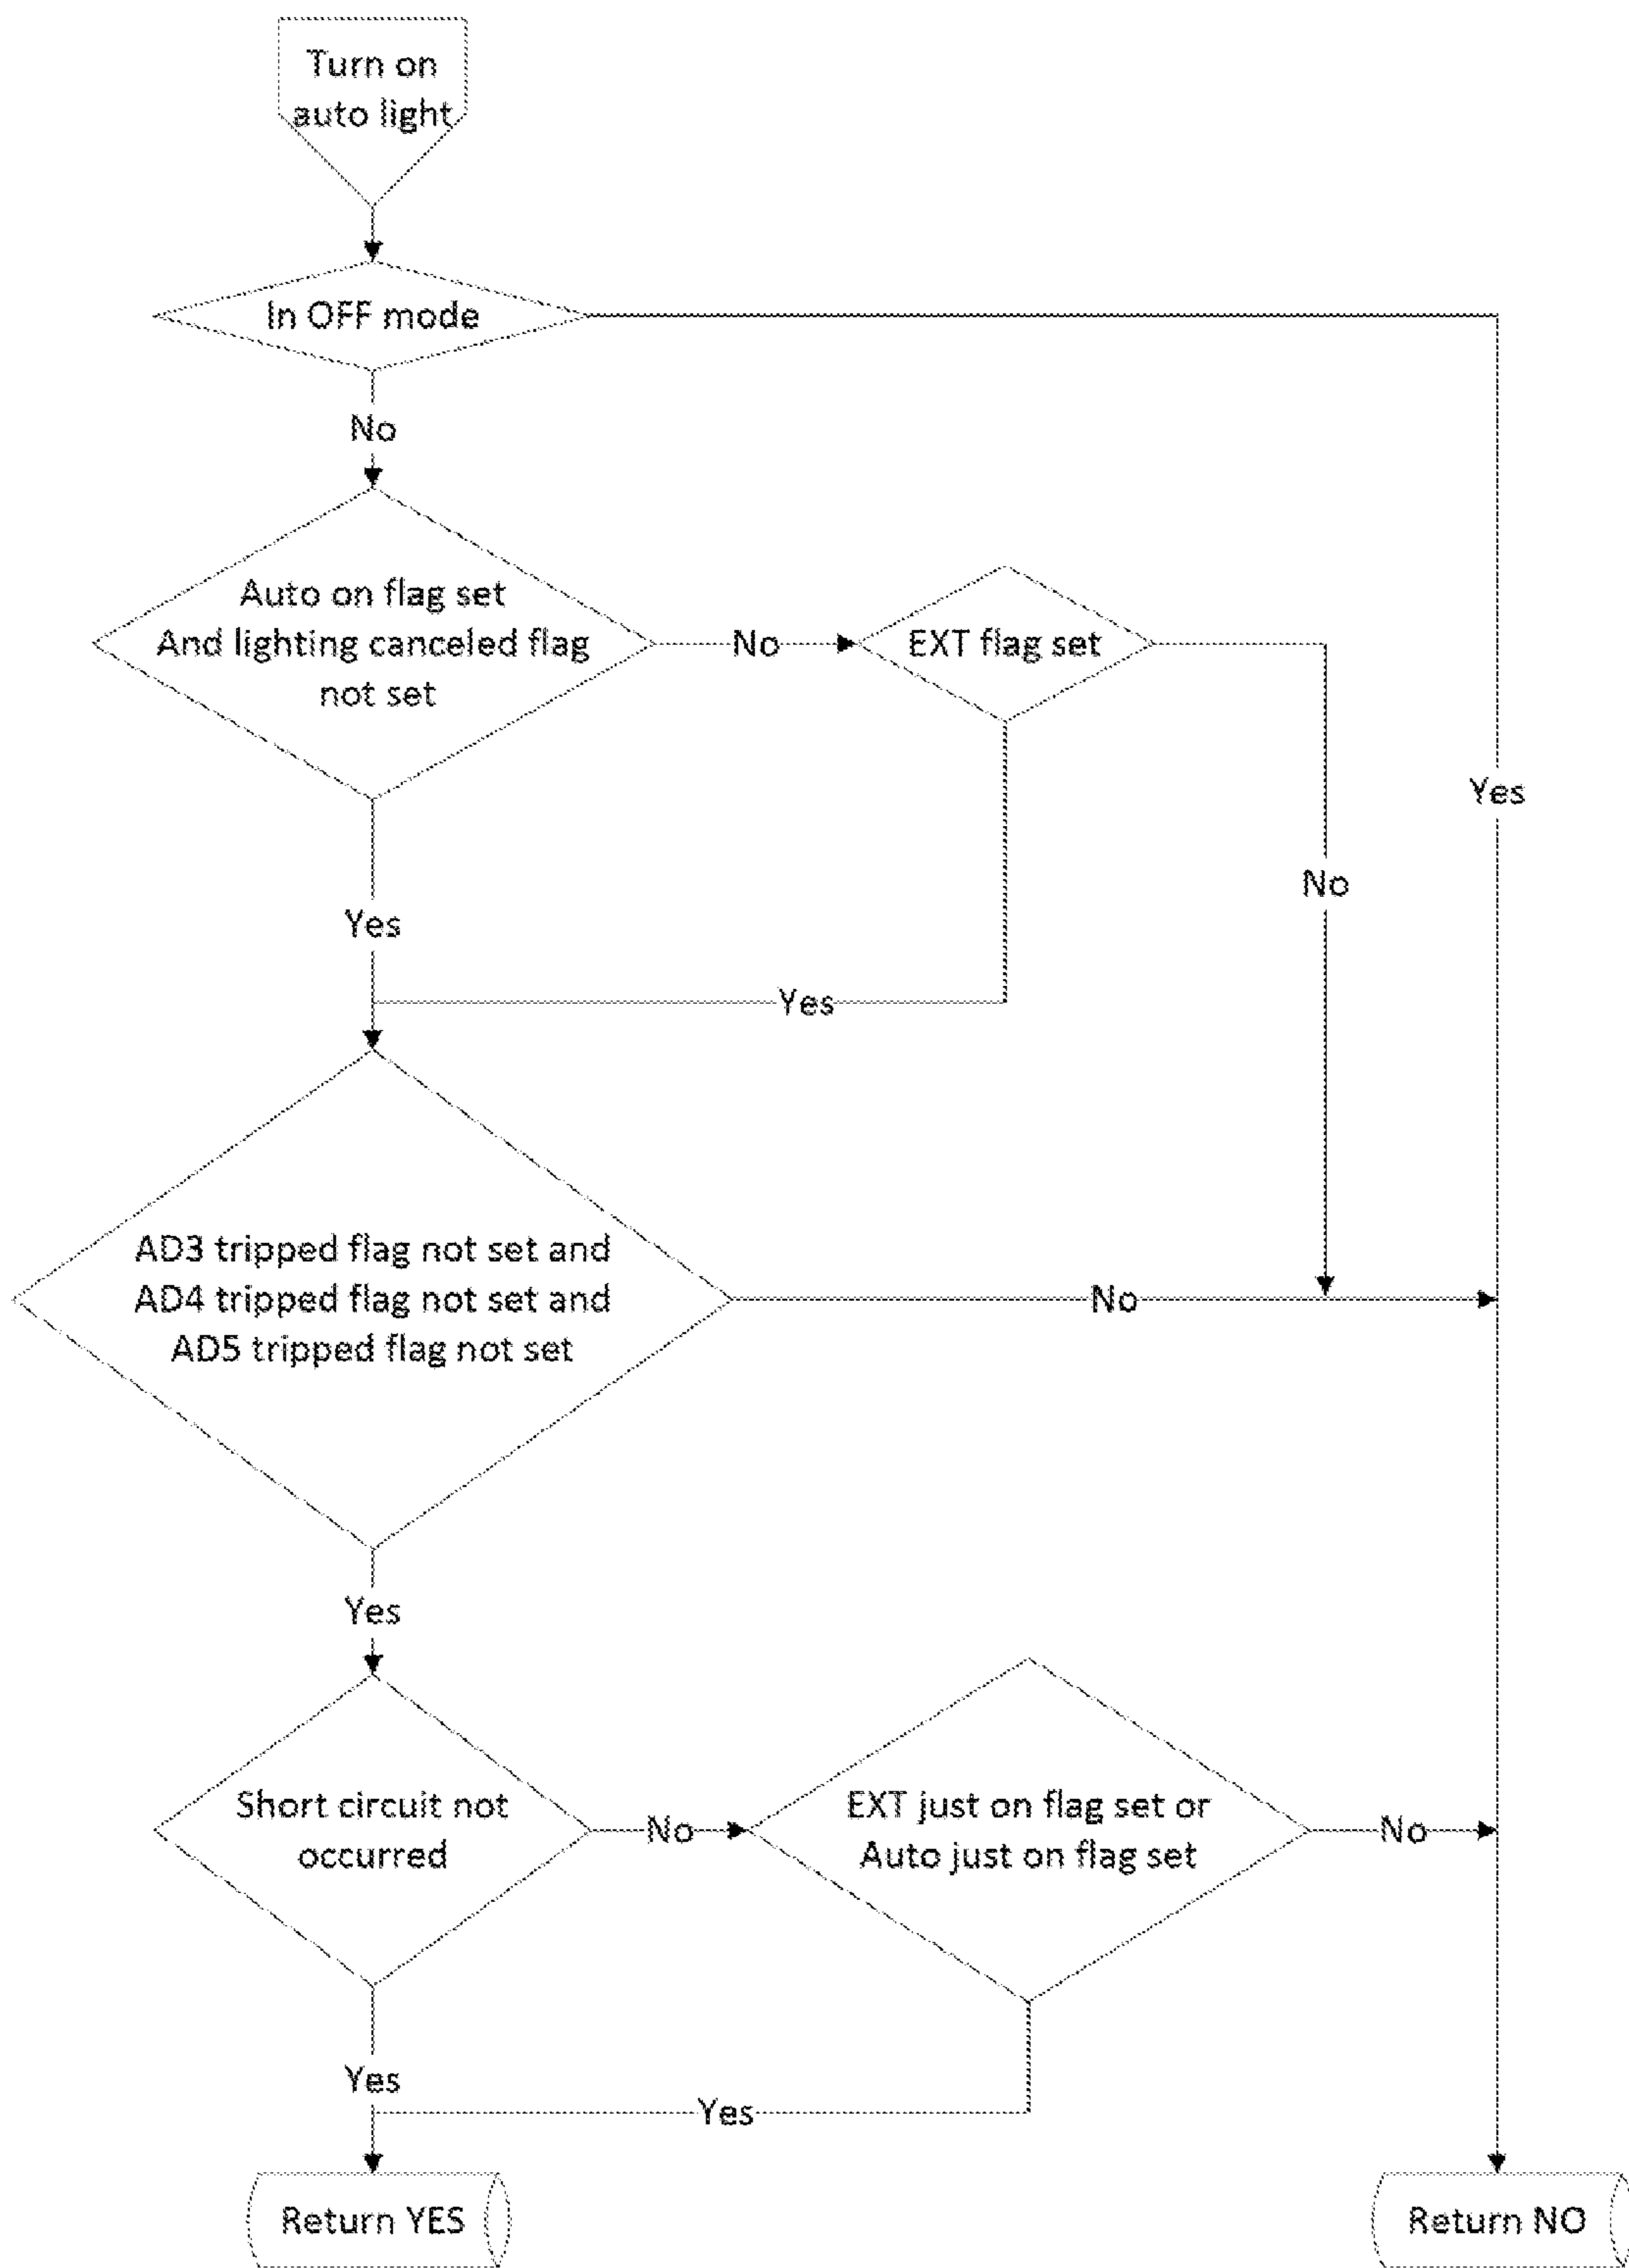 Turn on
auto light
In OFF mode
No
Auto on flag set
And lighting canceled flag
not set
No
EXT flag set
Yes
No
Yes
Yes
AD3 tripped flag not set and
AD4 tripped flag not set and
AD5 tripped flag not set
No
Yes
Short circuit not
occurred
No
EXT just on flag set or
Auto just on flag set
No
Yes
Yes
Return YES
Return NO